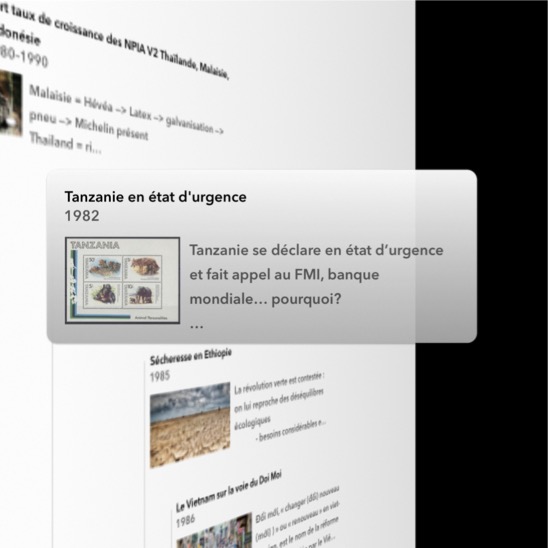 rt taux de croissance des NPIA V2 Thaïlande, Malaisie,
donésie
80-1990
Malaisie = Hévéa –> Latex –> galvanisation –>
pneu –> Michelin présent
Thailand = ri...
Tanzanie en état d'urgence
1982
TANZANIA
Tanzanie se déclare en état d’urgence
et fait appel au FMI, banque
mondiale… pourquoi?
…
Sécheresse en Ethiopie
1985
La révolution verte est contestée :
on lui reproche des déséquilibres
écologiques
- besoins considérables e...
Le Vietnam sur la voie du Doi Moi
1986
Đổi mới, « changer (đổi) nouveau
(mới) ) » ou « renouveau » en viet-
est le nom de la réforme
par le Vié...